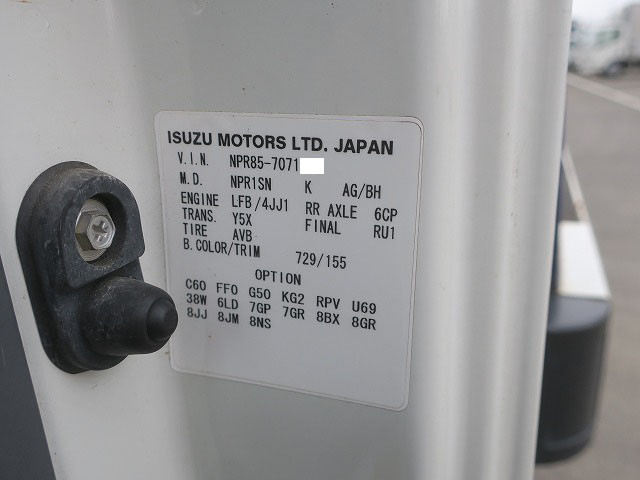 ISUZU MOTORS LTD. JAPAN
V.I.N. NPR85-7071
M.D. NPR1SN K AG/BH
ENGINE LFB/4JJ1 RR AXLE 6CP
TRANS. Y5X FINAL RU1
TIRE AVB
B.COLOR/TRIM 729/155
OPTION
C60 FF0 G50 KG2 RPV U69
38W 6LD 7GP 7GR 8BX 8GR
8JJ 8JM 8NS